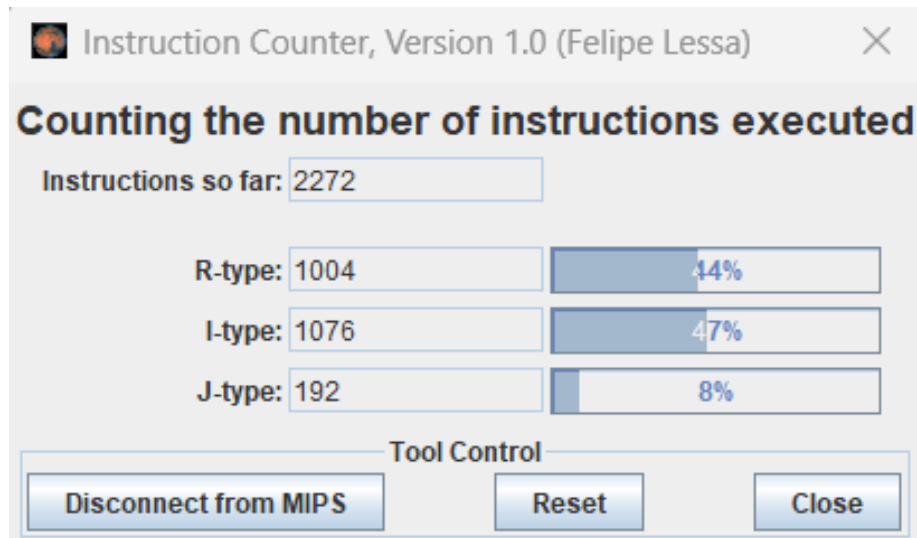 Instruction Counter, Version 1.0 (Felipe Lessa)
Counting the number of instructions executed
Instructions so far: 2272
R-type: 1004 44%
I-type: 1076 47%
J-type: 192 8%
Tool Control
Disconnect from MIPS Reset Close